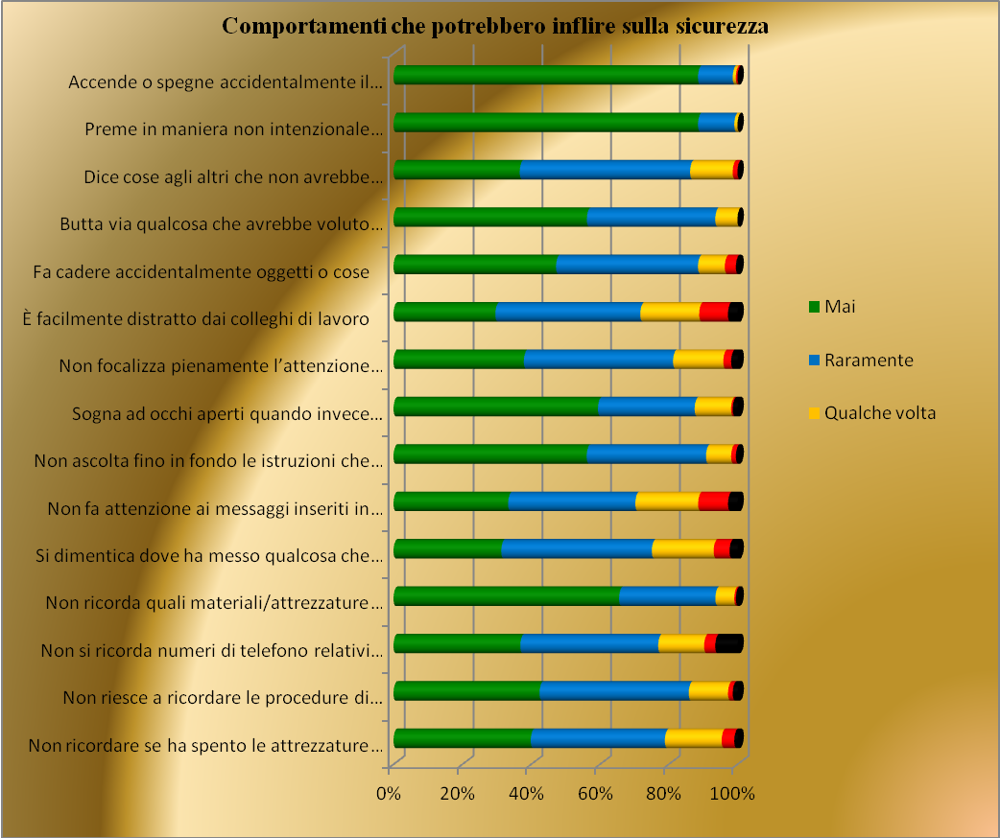 Comportamenti che potrebbero inflire sulla sicurezza
Accende o spegne accidentalmente il...
Preme in maniera non intenzionale...
Dice cose agli altri che non avrebbe...
Butta via qualcosa che avrebbe voluto...
Fa cadere accidentalmente oggetti o cose
È facilmente distratto dai colleghi di lavoro
Non focalizza pienamente l’attenzione...
Sogna ad occhi aperti quando invece...
Non ascolta fino in fondo le istruzioni che...
Non fa attenzione ai messaggi inseriti in...
Si dimentica dove ha messo qualcosa che...
Non ricorda quali materiali/attrezzature...
Non si ricorda numeri di telefono relativi...
Non riesce a ricordare le procedure di...
Non ricordare se ha spento le attrezzature...
0% 20% 40% 60% 80% 100%
Mai
Raramente
Qualche volta